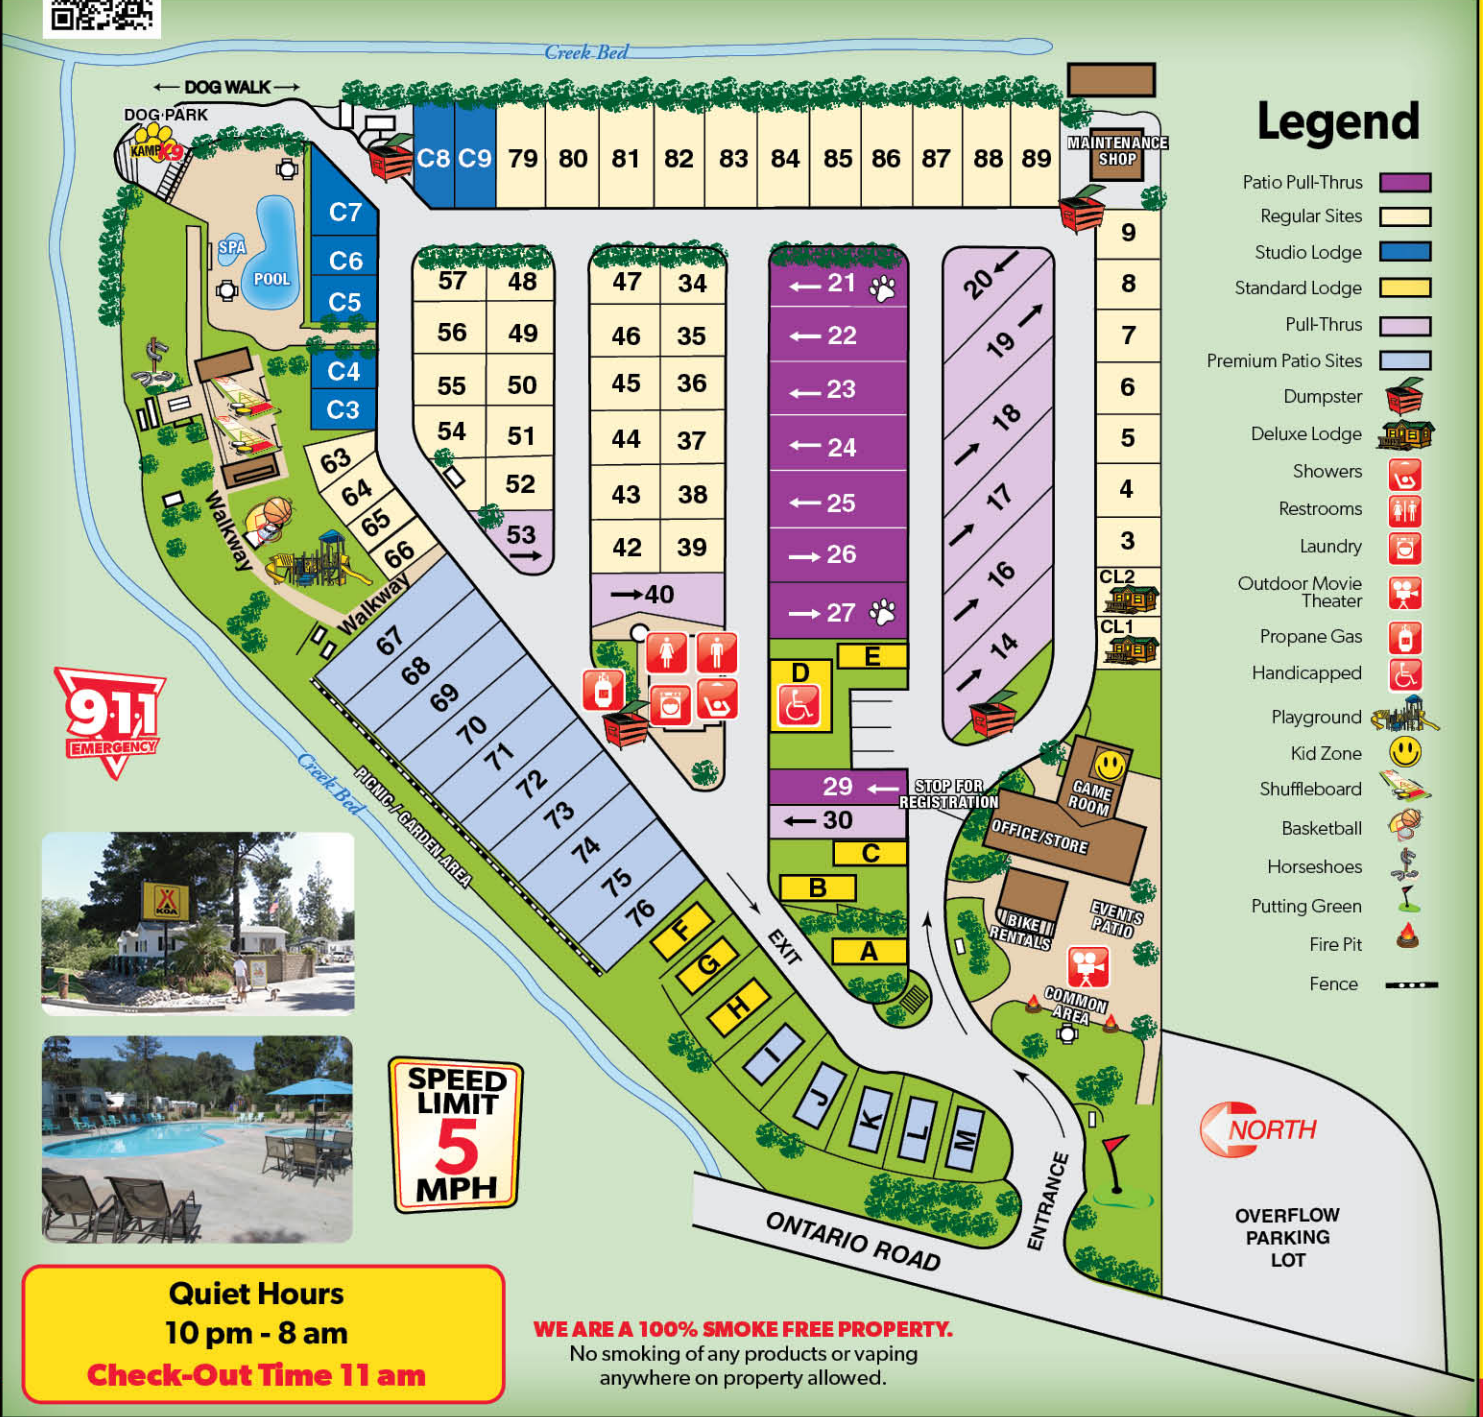 Creek Bed
← DOG WALK →
DOG PARK
KAMP K9
C8
C9
79
80
81
82
83
84
85
86
87
88
89
MAINTENANCE
SHOP
C7
C6
C5
C4
C3
SPA
POOL
57
48
56
49
55
50
54
51
52
53
→
47
34
46
35
45
36
44
37
43
38
42
39
→40
← 21
← 22
← 23
← 24
← 25
→ 26
→ 27
20
19
18
17
16
14
9
8
7
6
5
4
3
CL2
CL1
63
64
65
66
Walkway
Walkway
67
68
69
70
71
72
73
74
75
76
E
D
29 ←
← 30
C
B
A
F
G
H
I
J
K
L
M
STOP FOR
REGISTRATION
GAME
ROOM
OFFICE/STORE
BIKE
RENTALS
EVENTS
PATIO
COMMON
AREA
EXIT
ENTRANCE
PICNIC / GARDEN AREA
Creek Bed
ONTARIO ROAD
NORTH
OVERFLOW
PARKING
LOT
Legend
Patio Pull-Thrus
Regular Sites
Studio Lodge
Standard Lodge
Pull-Thrus
Premium Patio Sites
Dumpster
Deluxe Lodge
Showers
Restrooms
Laundry
Outdoor Movie
Theater
Propane Gas
Handicapped
Playground
Kid Zone
Shuffleboard
Basketball
Horseshoes
Putting Green
Fire Pit
Fence
9·1·1
EMERGENCY
KOA
SPEED
LIMIT
5
MPH
Quiet Hours
10 pm - 8 am
Check-Out Time 11 am
WE ARE A 100% SMOKE FREE PROPERTY.
No smoking of any products or vaping
anywhere on property allowed.